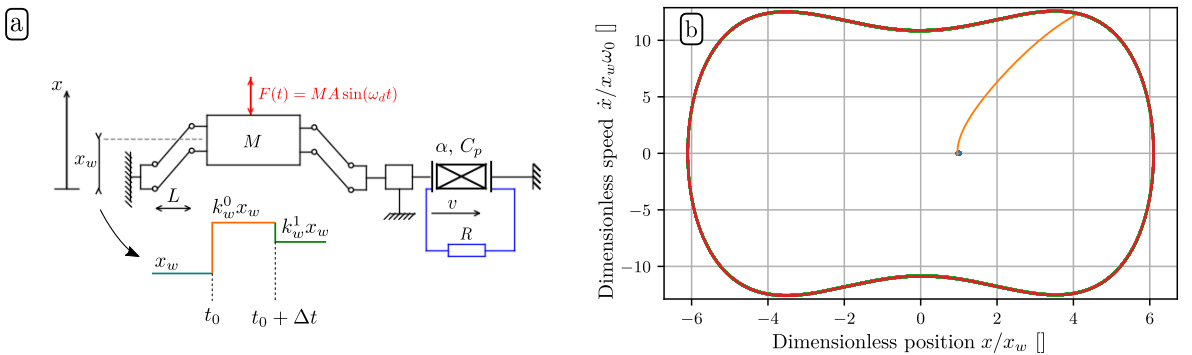 a
x
F(t) = MA sin(ω_d t)
M
x_w
L
α, C_p
v
R
k_w^0 x_w
k_w^1 x_w
x_w
t_0
t_0 + Δt
b
Dimensionless speed ẋ/x_w ω_0 []
10
5
0
−5
−10
−6
−4
−2
0
2
4
6
Dimensionless position x/x_w []